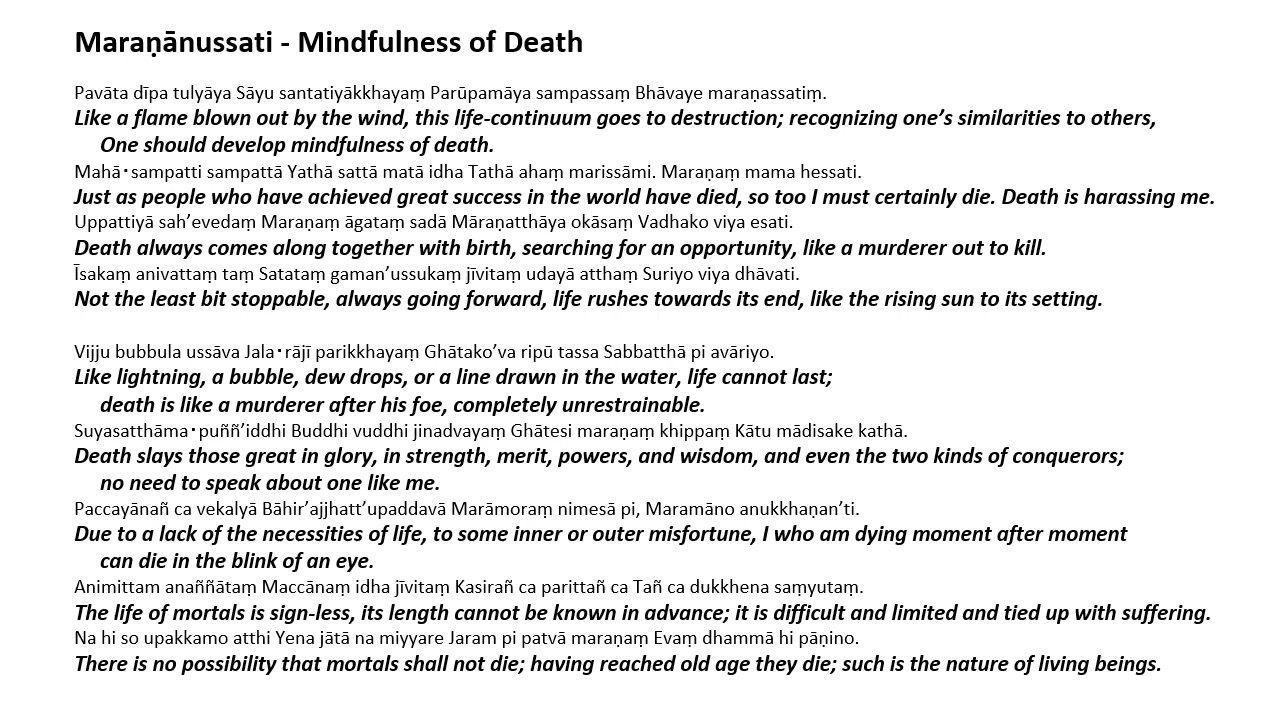 Maraṇānussati - Mindfulness of Death
Pavāta dīpa tulyāya Sāyu santatiyākkhayaṃ Parūpamāya sampassaṃ Bhāvaye maraṇassatiṃ.
Like a flame blown out by the wind, this life-continuum goes to destruction; recognizing one’s similarities to others,
One should develop mindfulness of death.
Mahā·sampatti sampattā Yathā sattā matā idha Tathā ahaṃ marissāmi. Maraṇaṃ mama hessati.
Just as people who have achieved great success in the world have died, so too I must certainly die. Death is harassing me.
Uppattiyā sah’evedaṃ Maraṇaṃ āgataṃ sadā Māraṇatthāya okāsaṃ Vadhako viya esati.
Death always comes along together with birth, searching for an opportunity, like a murderer out to kill.
Īsakaṃ anivattaṃ taṃ Satataṃ gaman’ussukaṃ jīvitaṃ udayā atthaṃ Suriyo viya dhāvati.
Not the least bit stoppable, always going forward, life rushes towards its end, like the rising sun to its setting.
Vijju bubbula ussāva Jala·rājī parikkhayaṃ Ghātako’va ripū tassa Sabbatthā pi avāriyo.
Like lightning, a bubble, dew drops, or a line drawn in the water, life cannot last;
death is like a murderer after his foe, completely unrestrainable.
Suyasatthāma·puññ’iddhi Buddhi vuddhi jinadvayaṃ Ghātesi maraṇaṃ khippaṃ Kātu mādisake kathā.
Death slays those great in glory, in strength, merit, powers, and wisdom, and even the two kinds of conquerors;
no need to speak about one like me.
Paccayānañ ca vekalyā Bāhir’ajjhatt’upaddavā Marāmoraṃ nimesā pi, Maramāno anukkhaṇan’ti.
Due to a lack of the necessities of life, to some inner or outer misfortune, I who am dying moment after moment
can die in the blink of an eye.
Animittam anaññātaṃ Maccānaṃ idha jīvitaṃ Kasirañ ca parittañ ca Tañ ca dukkhena saṃyutaṃ.
The life of mortals is sign-less, its length cannot be known in advance; it is difficult and limited and tied up with suffering.
Na hi so upakkamo atthi Yena jātā na miyyare Jaram pi patvā maraṇaṃ Evaṃ dhammā hi pāṇino.
There is no possibility that mortals shall not die; having reached old age they die; such is the nature of living beings.